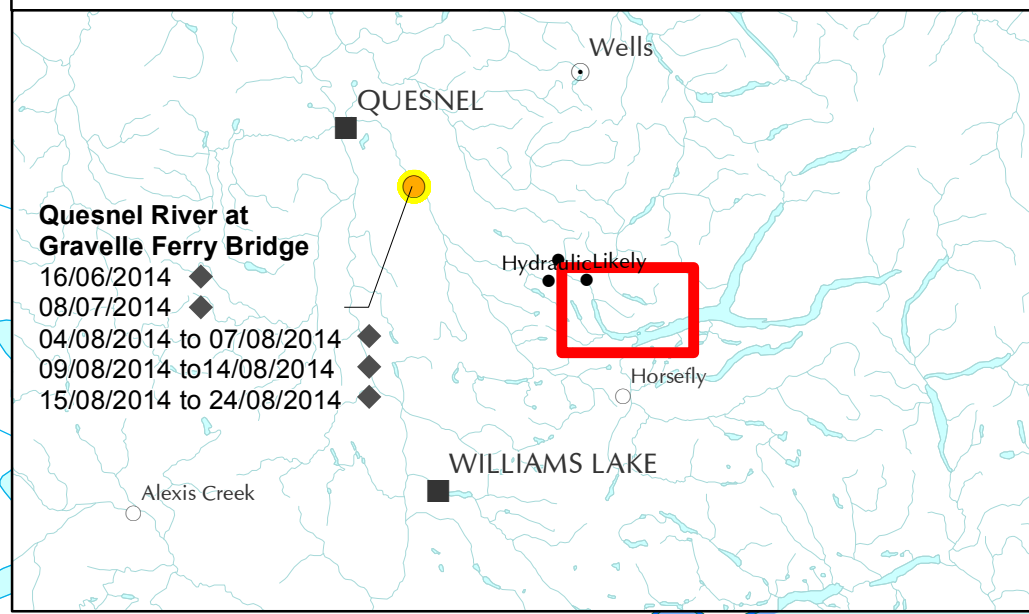 Wells
QUESNEL
Quesnel River at
Gravelle Ferry Bridge
16/06/2014
08/07/2014
04/08/2014 to 07/08/2014
09/08/2014 to14/08/2014
15/08/2014 to 24/08/2014
Hydraulic
Likely
Horsefly
WILLIAMS LAKE
Alexis Creek